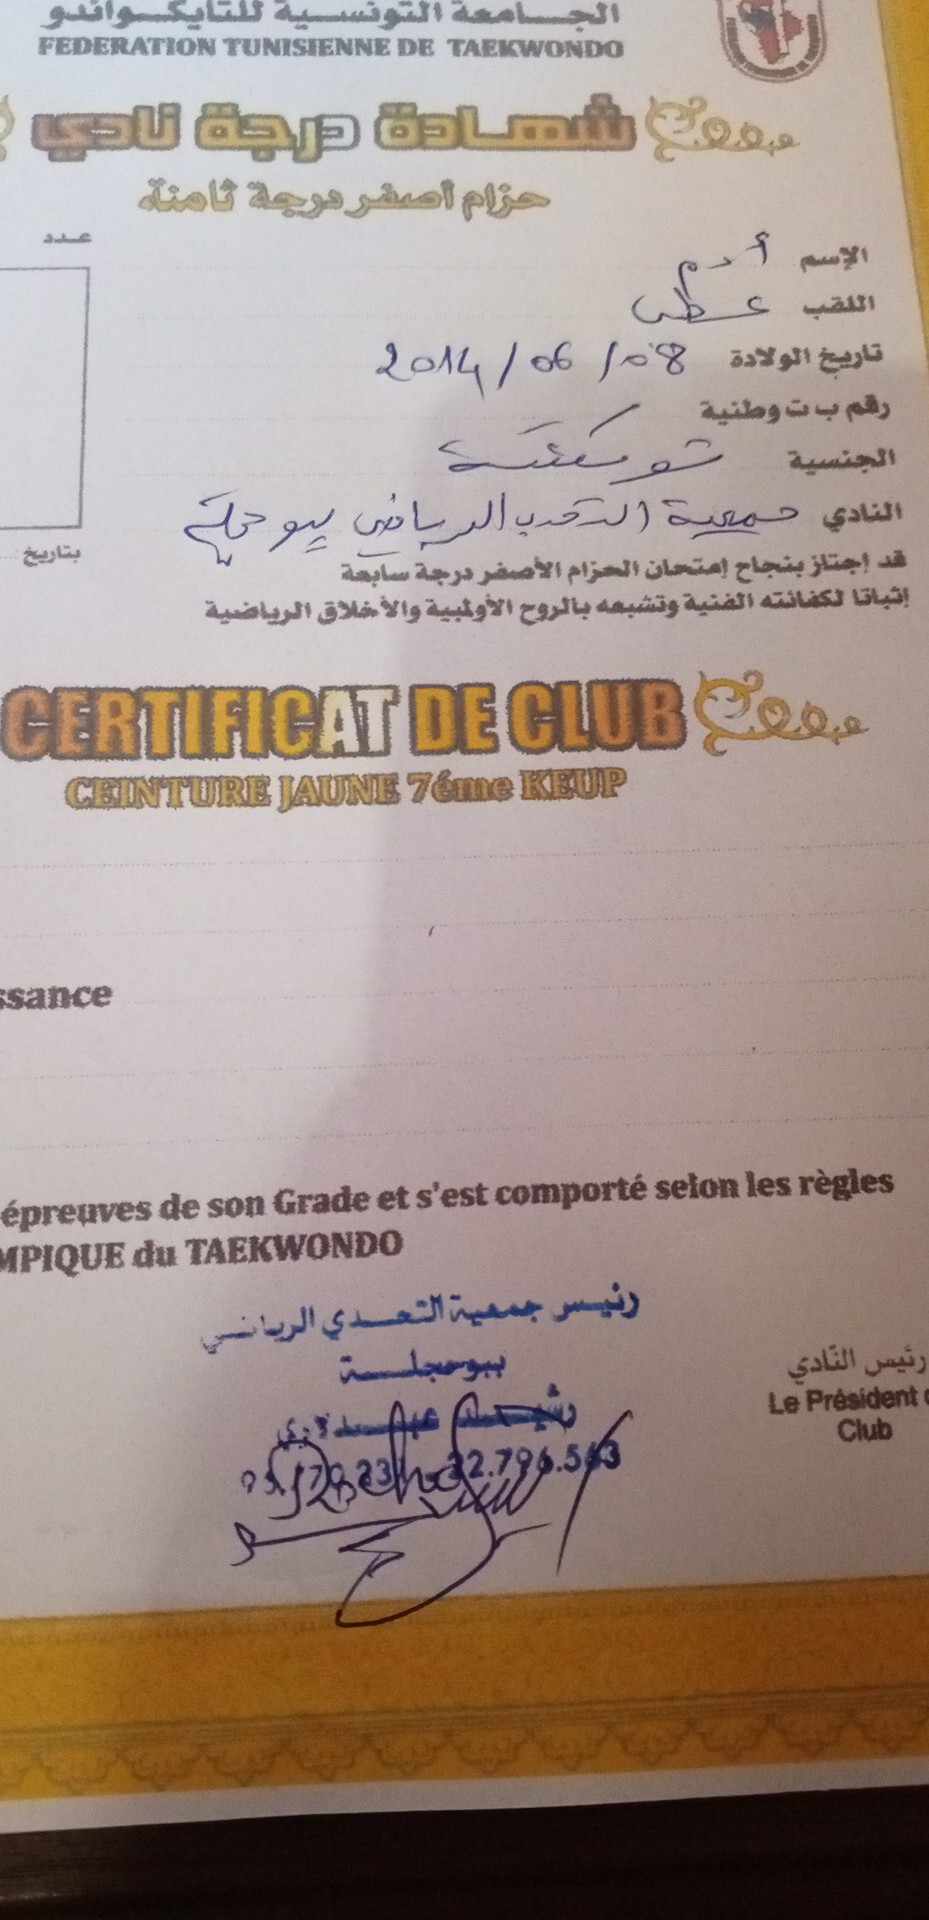 الجامعة التونسية للتايكواندو
FEDERATION TUNISIENNE DE TAEKWONDO
شهادة درجة نادي
حزام أصفر درجة ثامنة
عدد
الإسم أدم
اللقب
تاريخ الولادة 2014/06/08
رقم ب ت وطنية
الجنسية تونسية
النادي جمعية التحدي الرياضي ببوحجلة
قد إجتاز بنجاح إمتحان الحزام الأصفر درجة سابعة
إثباتا لكفائته الفنية وتشبعه بالروح الأولمبية والأخلاق الرياضية
بتاريخ
CERTIFICAT DE CLUB
CEINTURE JAUNE 7éme KEUP
ssance
épreuves de son Grade et s'est comporté selon les règles
MPIQUE du TAEKWONDO
رئيس جمعية التحدي الرياضي
ببوحجلة
رئيس النادي
Le Président
Club